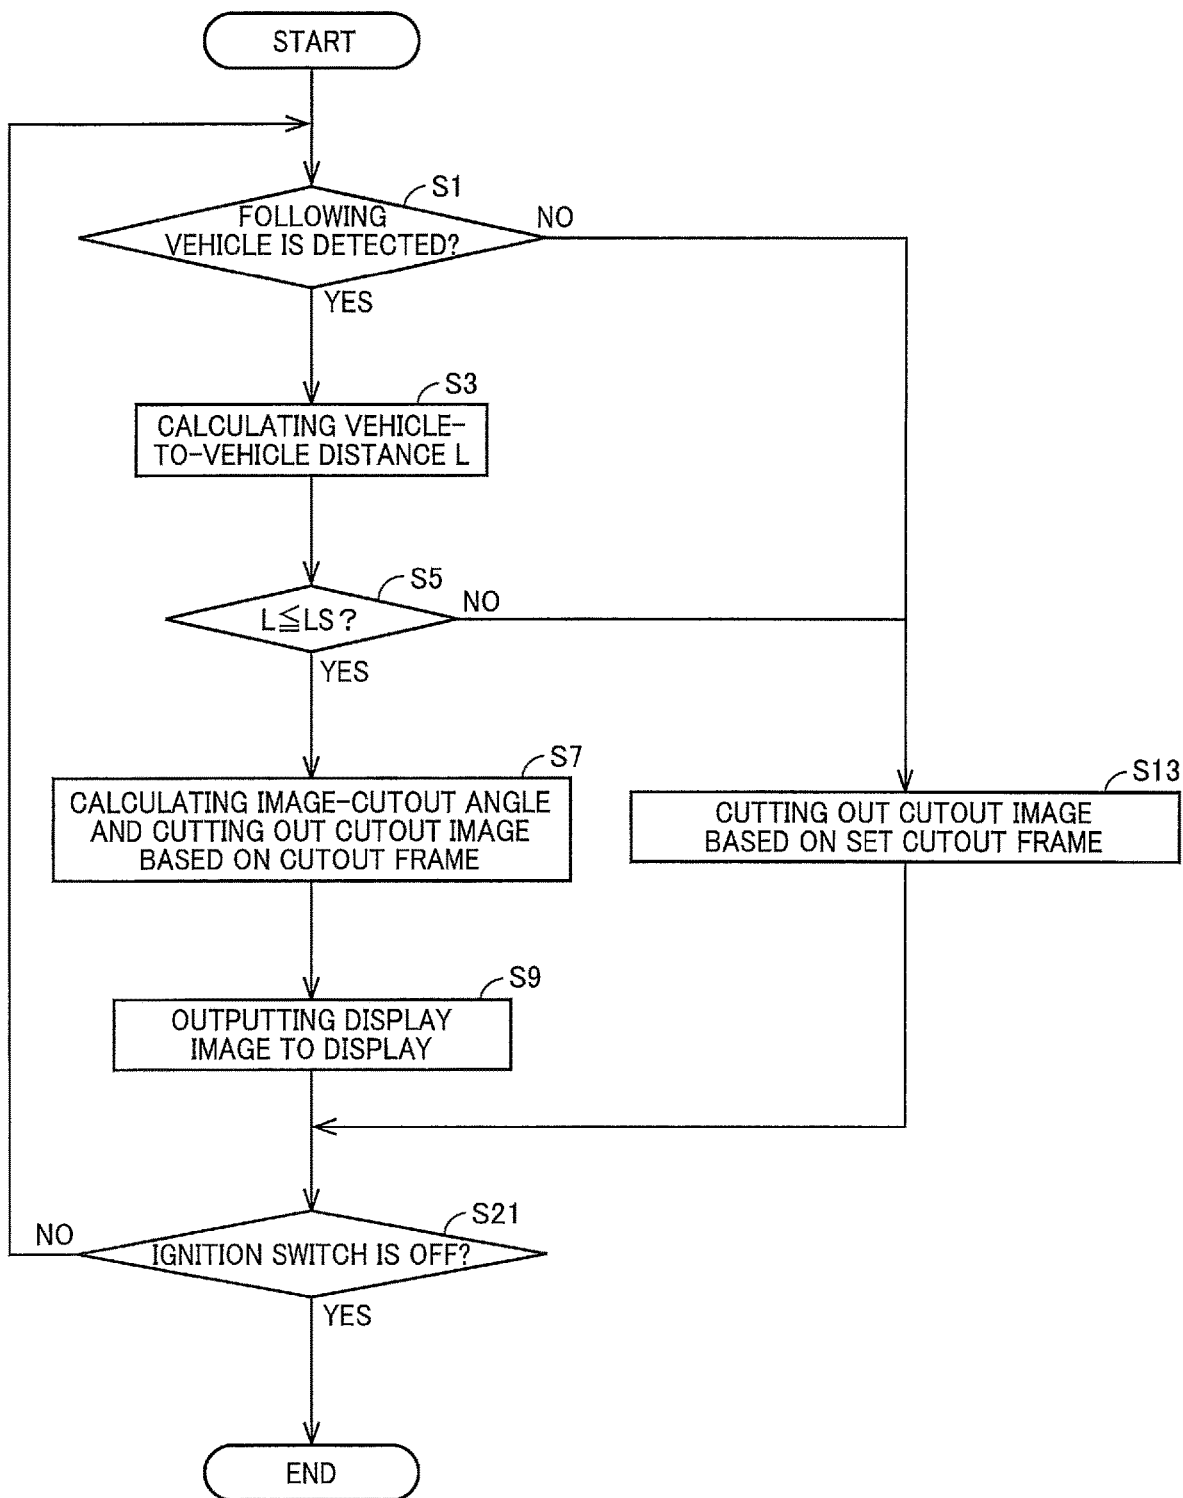 START
S1
FOLLOWING
VEHICLE IS DETECTED?
NO
YES
S3
CALCULATING VEHICLE-
TO-VEHICLE DISTANCE L
S5
L≦LS?
NO
YES
S7
CALCULATING IMAGE-CUTOUT ANGLE
AND CUTTING OUT CUTOUT IMAGE
BASED ON CUTOUT FRAME
S13
CUTTING OUT CUTOUT IMAGE
BASED ON SET CUTOUT FRAME
S9
OUTPUTTING DISPLAY
IMAGE TO DISPLAY
S21
NO
IGNITION SWITCH IS OFF?
YES
END